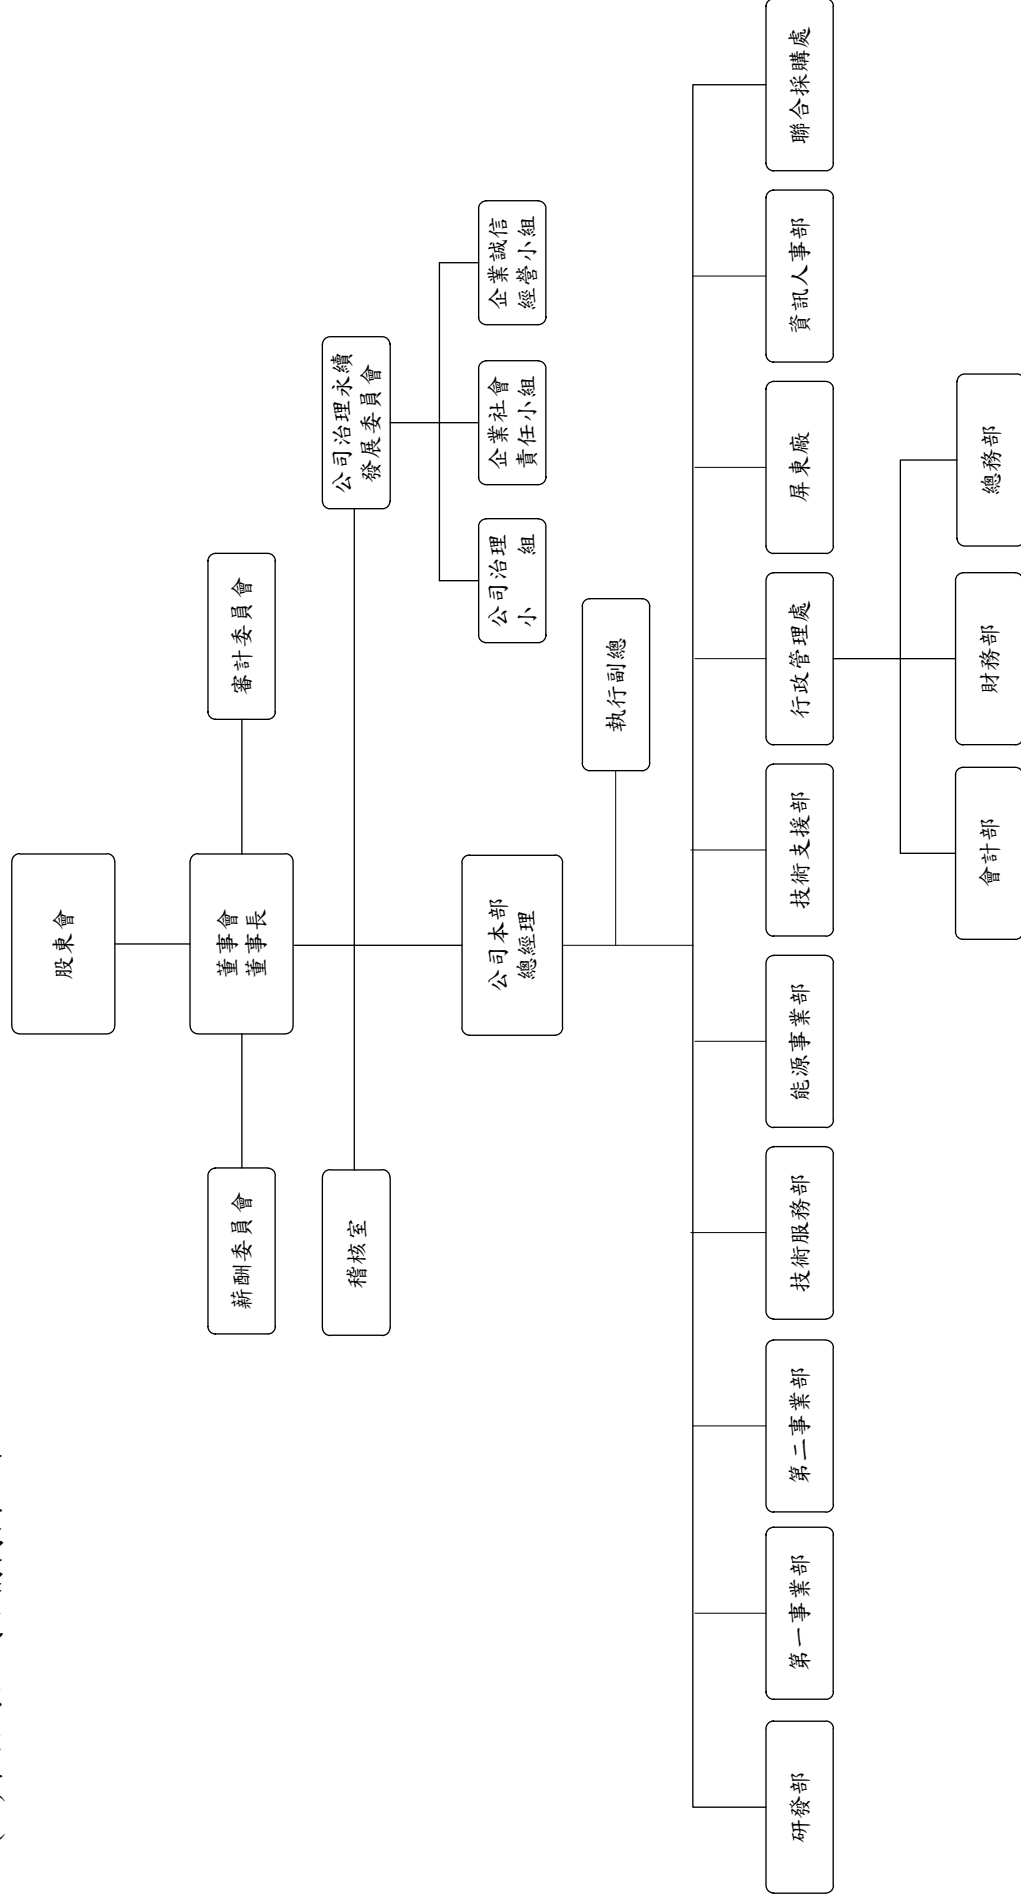 股東會
薪酬委員會
董事會
董事長
審計委員會
稽核室
公司治理永續
發展委員會
公司本部
總經理
公司治理
小組
企業社會
責任小組
企業誠信
經營小組
執行副總
研發部
第一事業部
第二事業部
技術服務部
能源事業部
技術支援部
行政管理處
屏東廠
資訊人事部
聯合採購處
會計部
財務部
總務部